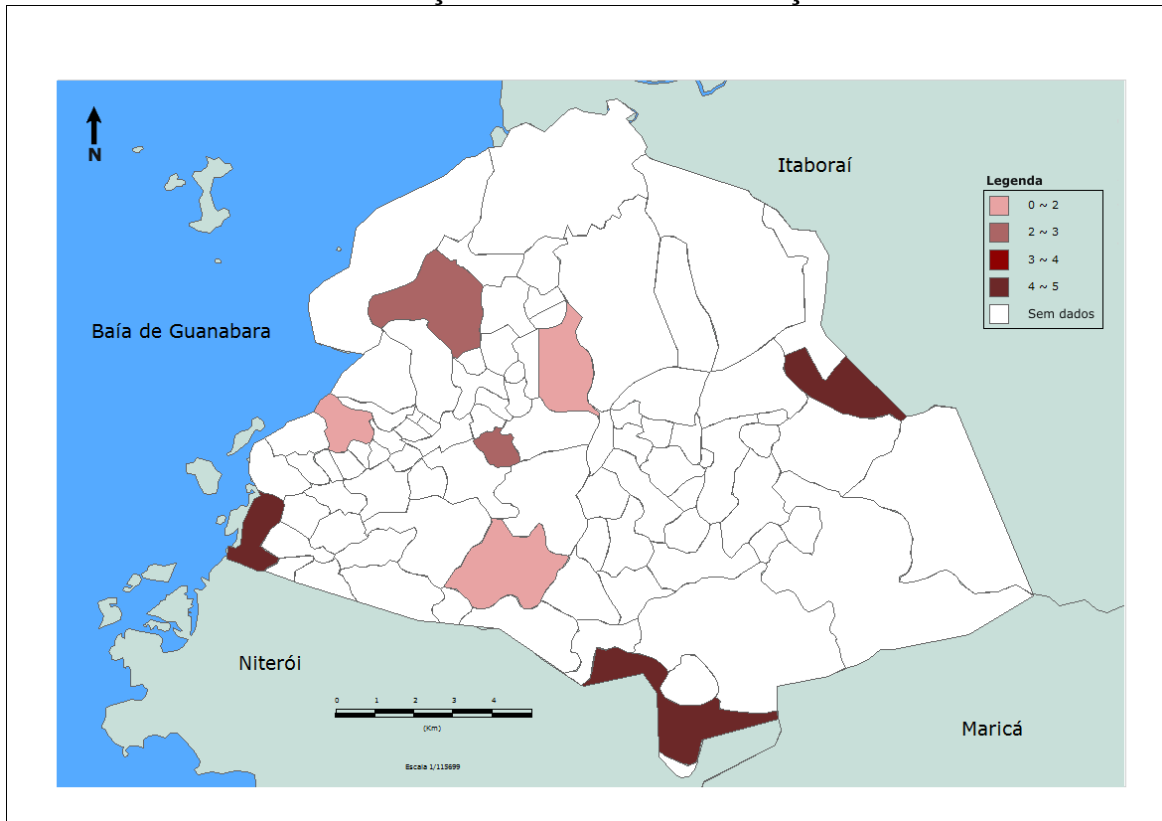 N
Itaboraí
Legenda
0 ~ 2
2 ~ 3
3 ~ 4
4 ~ 5
Sem dados
Baía de Guanabara
Niterói
0 1 2 3 4
(Km)
Escala 1/115699
Maricá